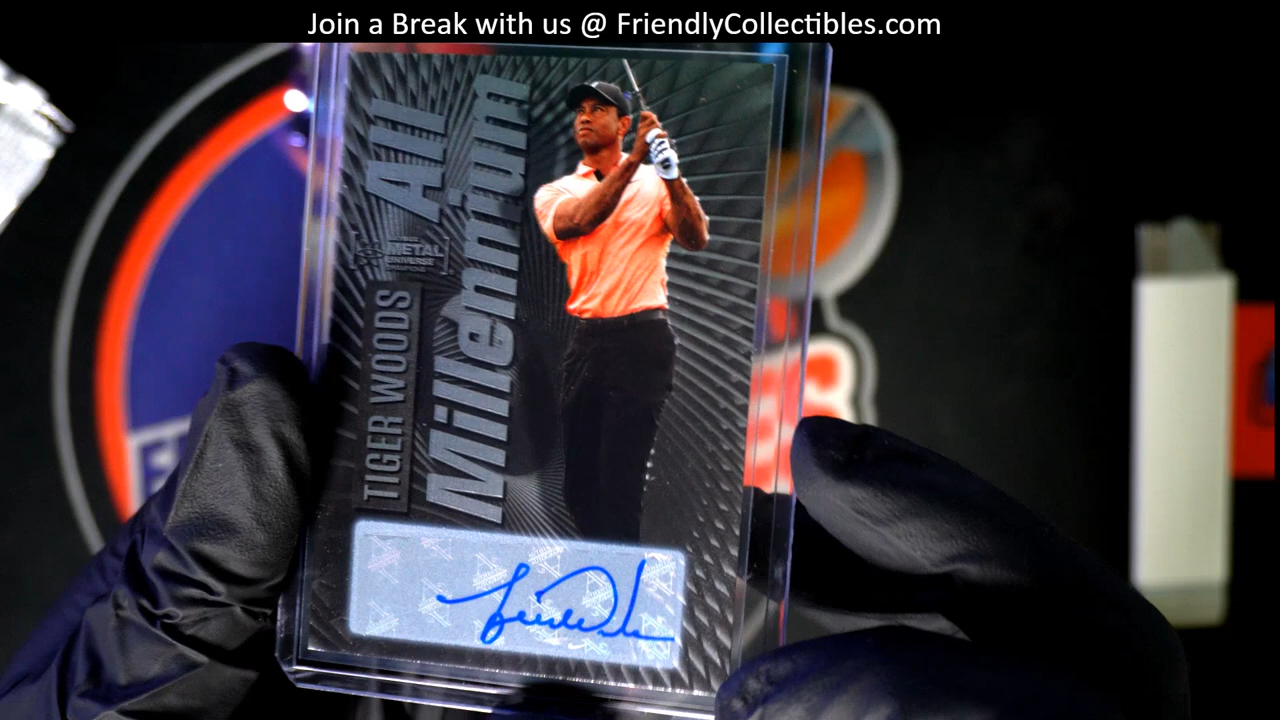 Join a Break with us @ FriendlyCollectibles.com
All
Millennium
METAL
UNIVERSE
TIGER WOODS